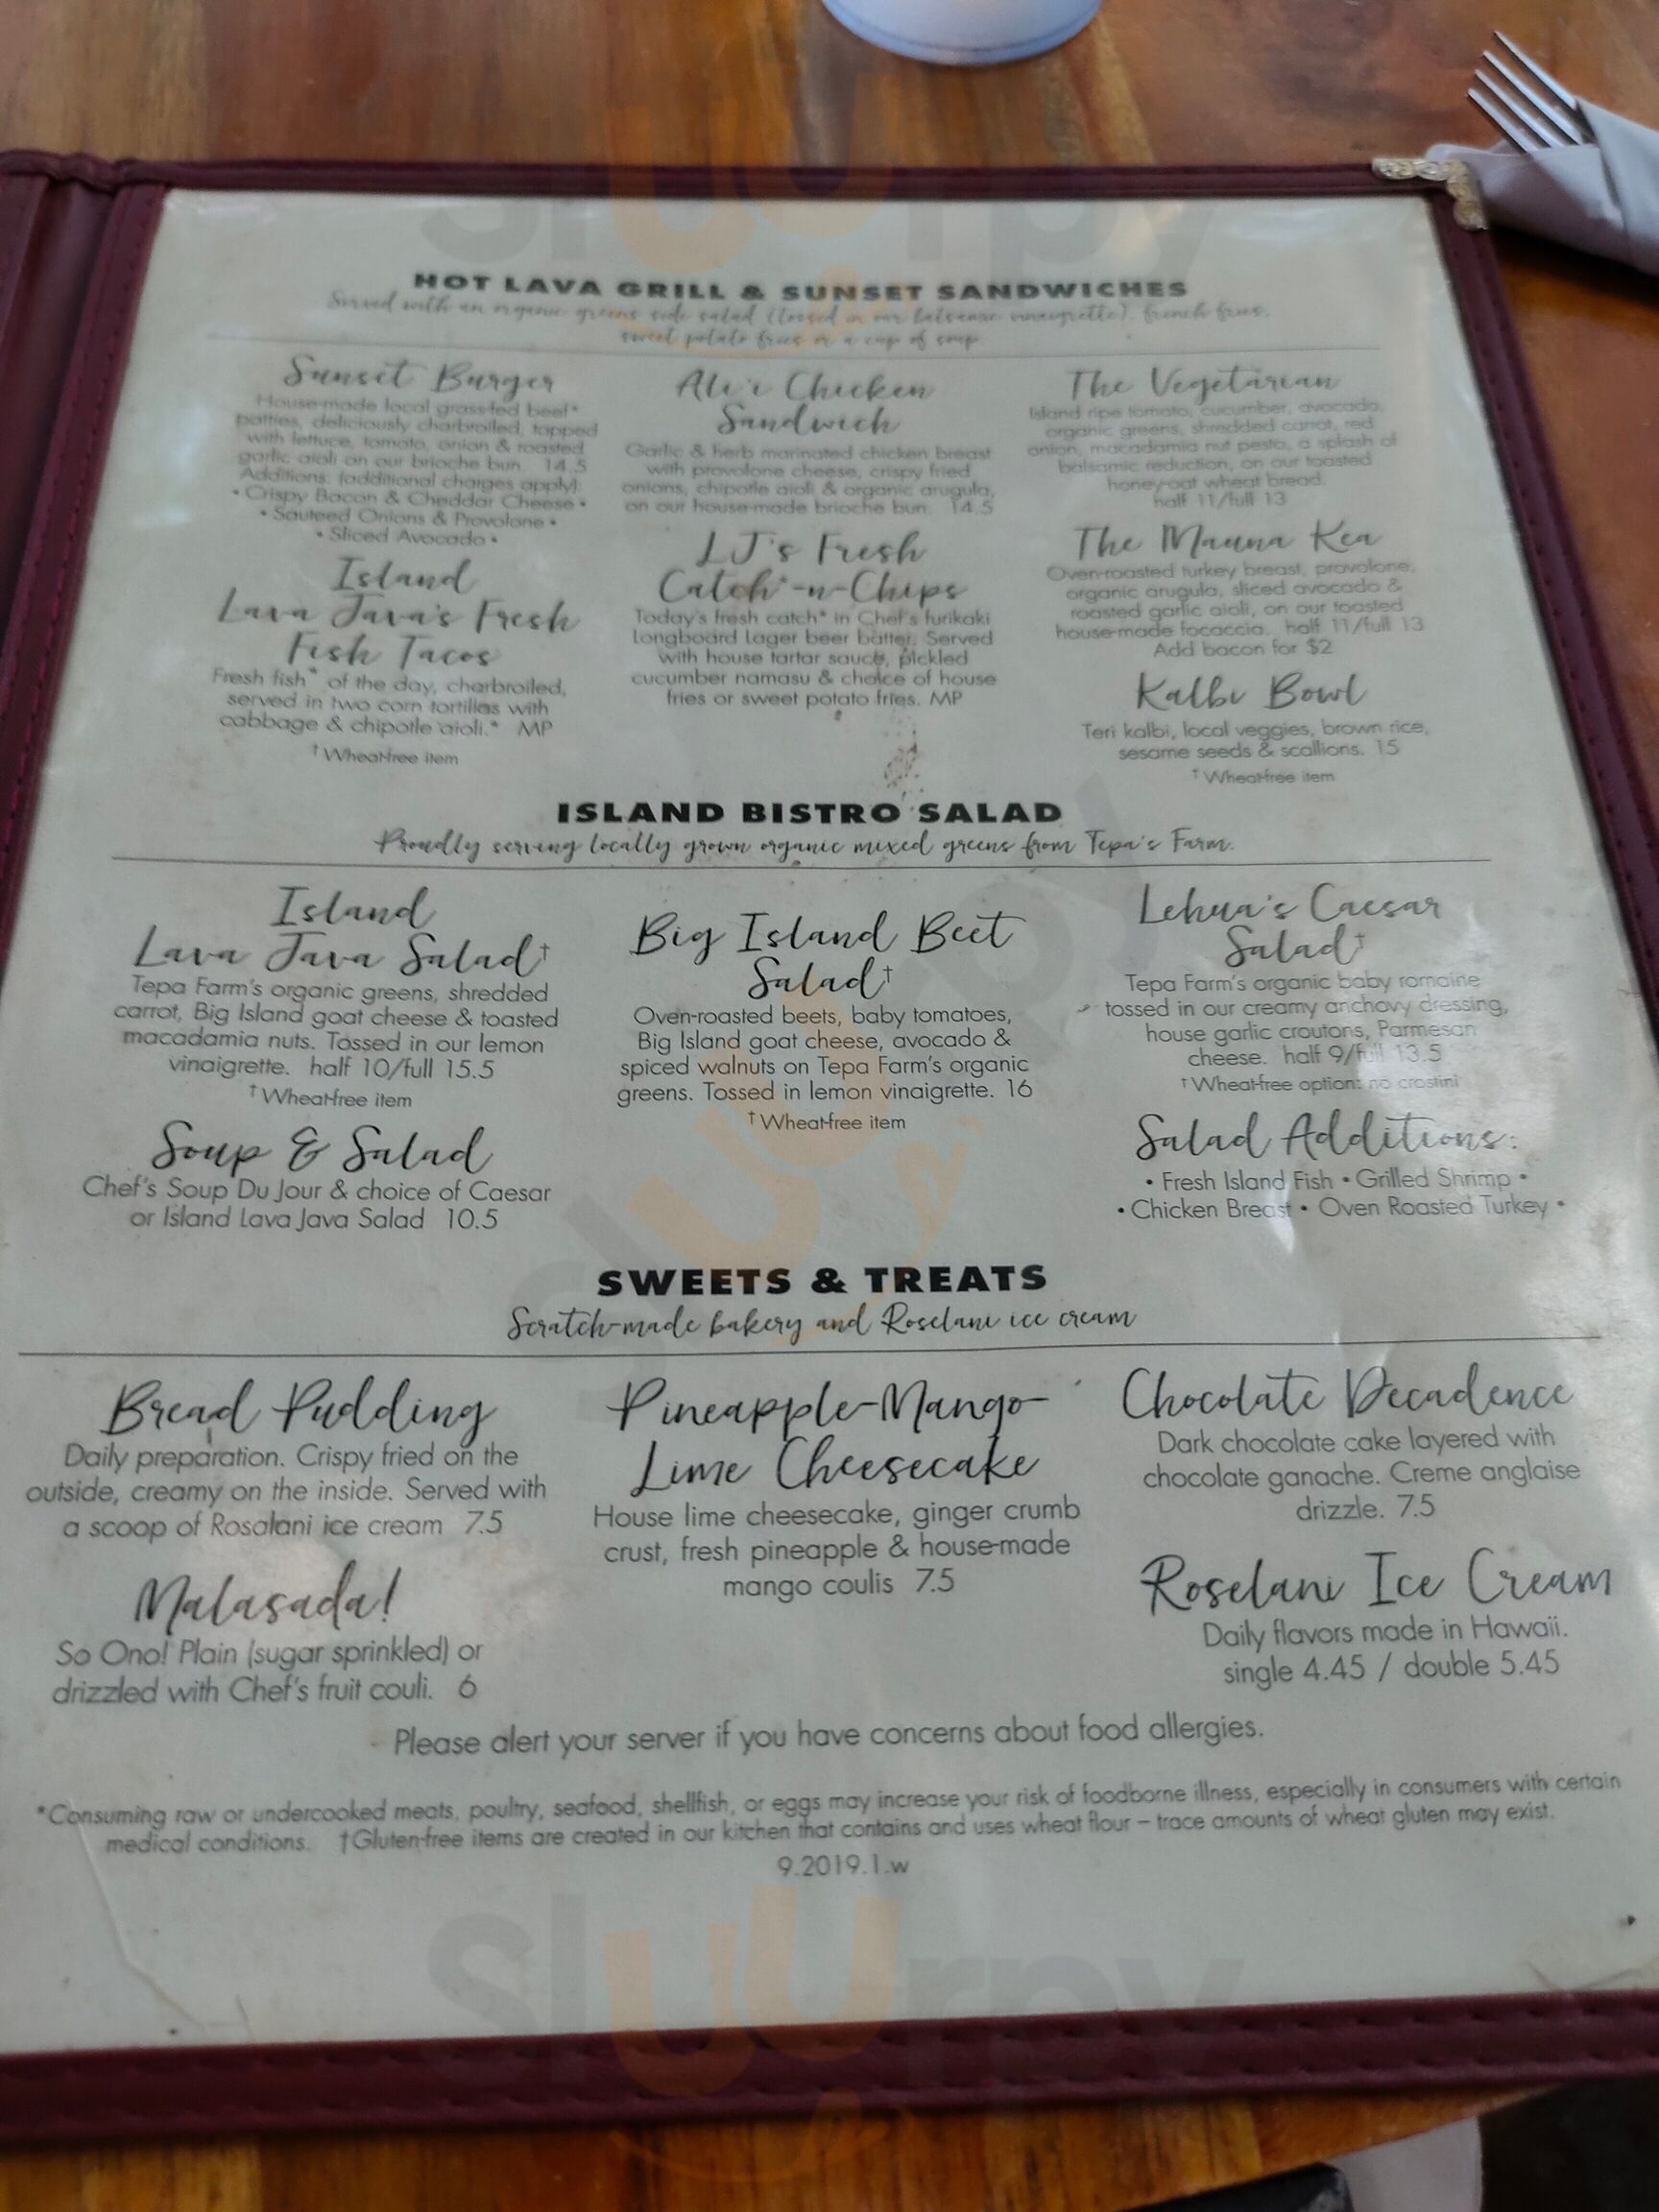 HOT LAVA GRILL & SUNSET SANDWICHES
Served with an organic greens side salad (tossed in our balsamic vinaigrette), french fries,
sweet potato fries or a cup of soup
Sunset Burger
House-made local grass-fed beef*
patties, deliciously charbroiled, topped
with lettuce, tomato, onion & roasted
garlic aioli on our brioche bun. 14.5
Additions: (additional charges apply):
• Crispy Bacon & Cheddar Cheese •
• Sauteed Onions & Provolone •
• Sliced Avocado •
Island
Lava Java's Fresh
Fish Tacos
Fresh fish* of the day, charbroiled,
served in two corn tortillas with
cabbage & chipotle aioli.* MP
† Wheat-free item
Ali'i Chicken
Sandwich
Garlic & herb marinated chicken breast
with provolone cheese, crispy fried
onions, chipotle aioli & organic arugula,
on our house-made brioche bun. 14.5
LJ's Fresh
Catch*-n-Chips
Today's fresh catch* in Chef's furikaki
Longboard Lager beer batter. Served
with house tartar sauce, pickled
cucumber namasu & choice of house
fries or sweet potato fries. MP
The Vegetarian
Island ripe tomato, cucumber, avocado,
organic greens, shredded carrot, red
onion, macadamia nut pesto, a splash of
balsamic reduction, on our toasted
honey-oat wheat bread.
half 11/full 13
The Mauna Kea
Oven-roasted turkey breast, provolone,
organic arugula, sliced avocado &
roasted garlic aioli, on our toasted
house-made focaccia. half 11/full 13
Add bacon for $2
Kalbi Bowl
Teri kalbi, local veggies, brown rice,
sesame seeds & scallions. 15
† Wheat-free item
ISLAND BISTRO SALAD
Proudly serving locally grown organic mixed greens from Tepa's Farm.
Island
Lava Java Salad†
Tepa Farm's organic greens, shredded
carrot, Big Island goat cheese & toasted
macadamia nuts. Tossed in our lemon
vinaigrette. half 10/full 15.5
† Wheat-free item
Soup & Salad
Chef's Soup Du Jour & choice of Caesar
or Island Lava Java Salad 10.5
Big Island Beet
Salad†
Oven-roasted beets, baby tomatoes,
Big Island goat cheese, avocado &
spiced walnuts on Tepa Farm's organic
greens. Tossed in lemon vinaigrette. 16
† Wheat-free item
Lehua's Caesar
Salad†
Tepa Farm's organic baby romaine
tossed in our creamy anchovy dressing,
house garlic croutons, Parmesan
cheese. half 9/full 13.5
† Wheat-free option: no crostini
Salad Additions:
• Fresh Island Fish • Grilled Shrimp •
• Chicken Breast • Oven Roasted Turkey •
SWEETS & TREATS
Scratch-made bakery and Roselani ice cream
Bread Pudding
Daily preparation. Crispy fried on the
outside, creamy on the inside. Served with
a scoop of Rosalani ice cream 7.5
Malasada!
So Ono! Plain (sugar sprinkled) or
drizzled with Chef's fruit couli. 6
Pineapple-Mango-
Lime Cheesecake
House lime cheesecake, ginger crumb
crust, fresh pineapple & house-made
mango coulis 7.5
Chocolate Decadence
Dark chocolate cake layered with
chocolate ganache. Creme anglaise
drizzle. 7.5
Roselani Ice Cream
Daily flavors made in Hawaii.
single 4.45 / double 5.45
Please alert your server if you have concerns about food allergies.
*Consuming raw or undercooked meats, poultry, seafood, shellfish, or eggs may increase your risk of foodborne illness, especially in consumers with certain
medical conditions. †Gluten-free items are created in our kitchen that contains and uses wheat flour – trace amounts of wheat gluten may exist.
9.2019.1.w
sluurpy
sluurpy
sluurpy